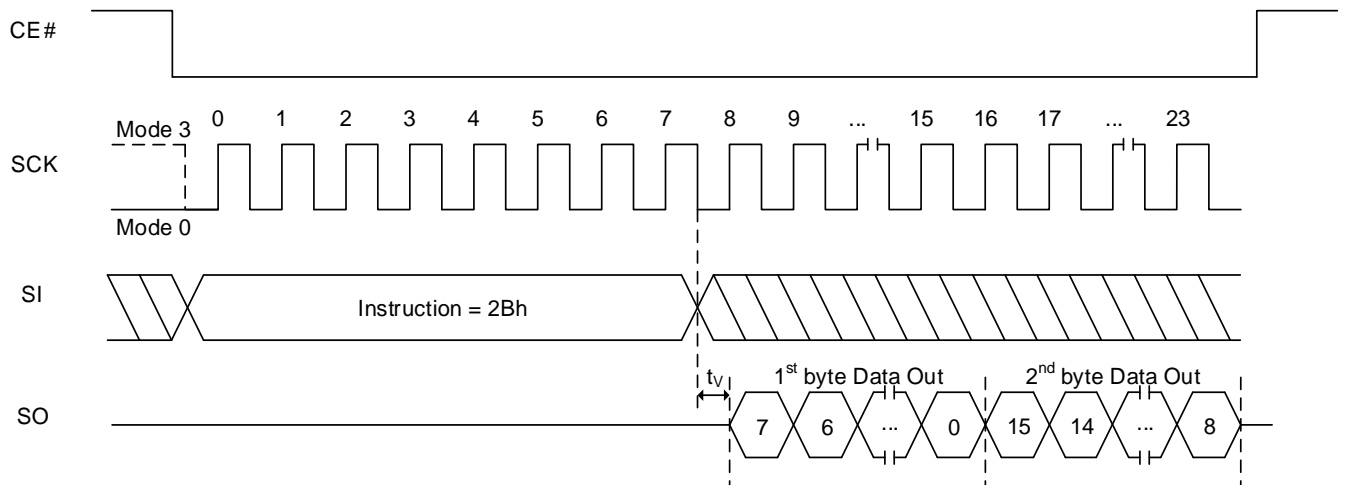 CE#
0 1 2 3 4 5 6 7 8 9 ... 15 16 17 ... 23
Mode 3
SCK
Mode 0
SI
Instruction = 2Bh
tV 1st byte Data Out 2nd byte Data Out
SO
7 6 ... 0 15 14 ... 8